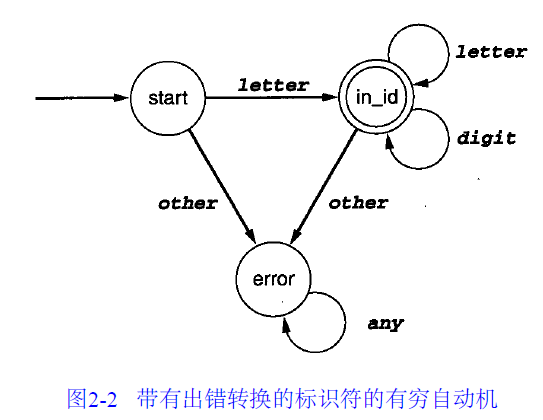 letter
start
letter
in_id
digit
other
other
error
any
图2-2 带有出错转换的标识符的有穷自动机